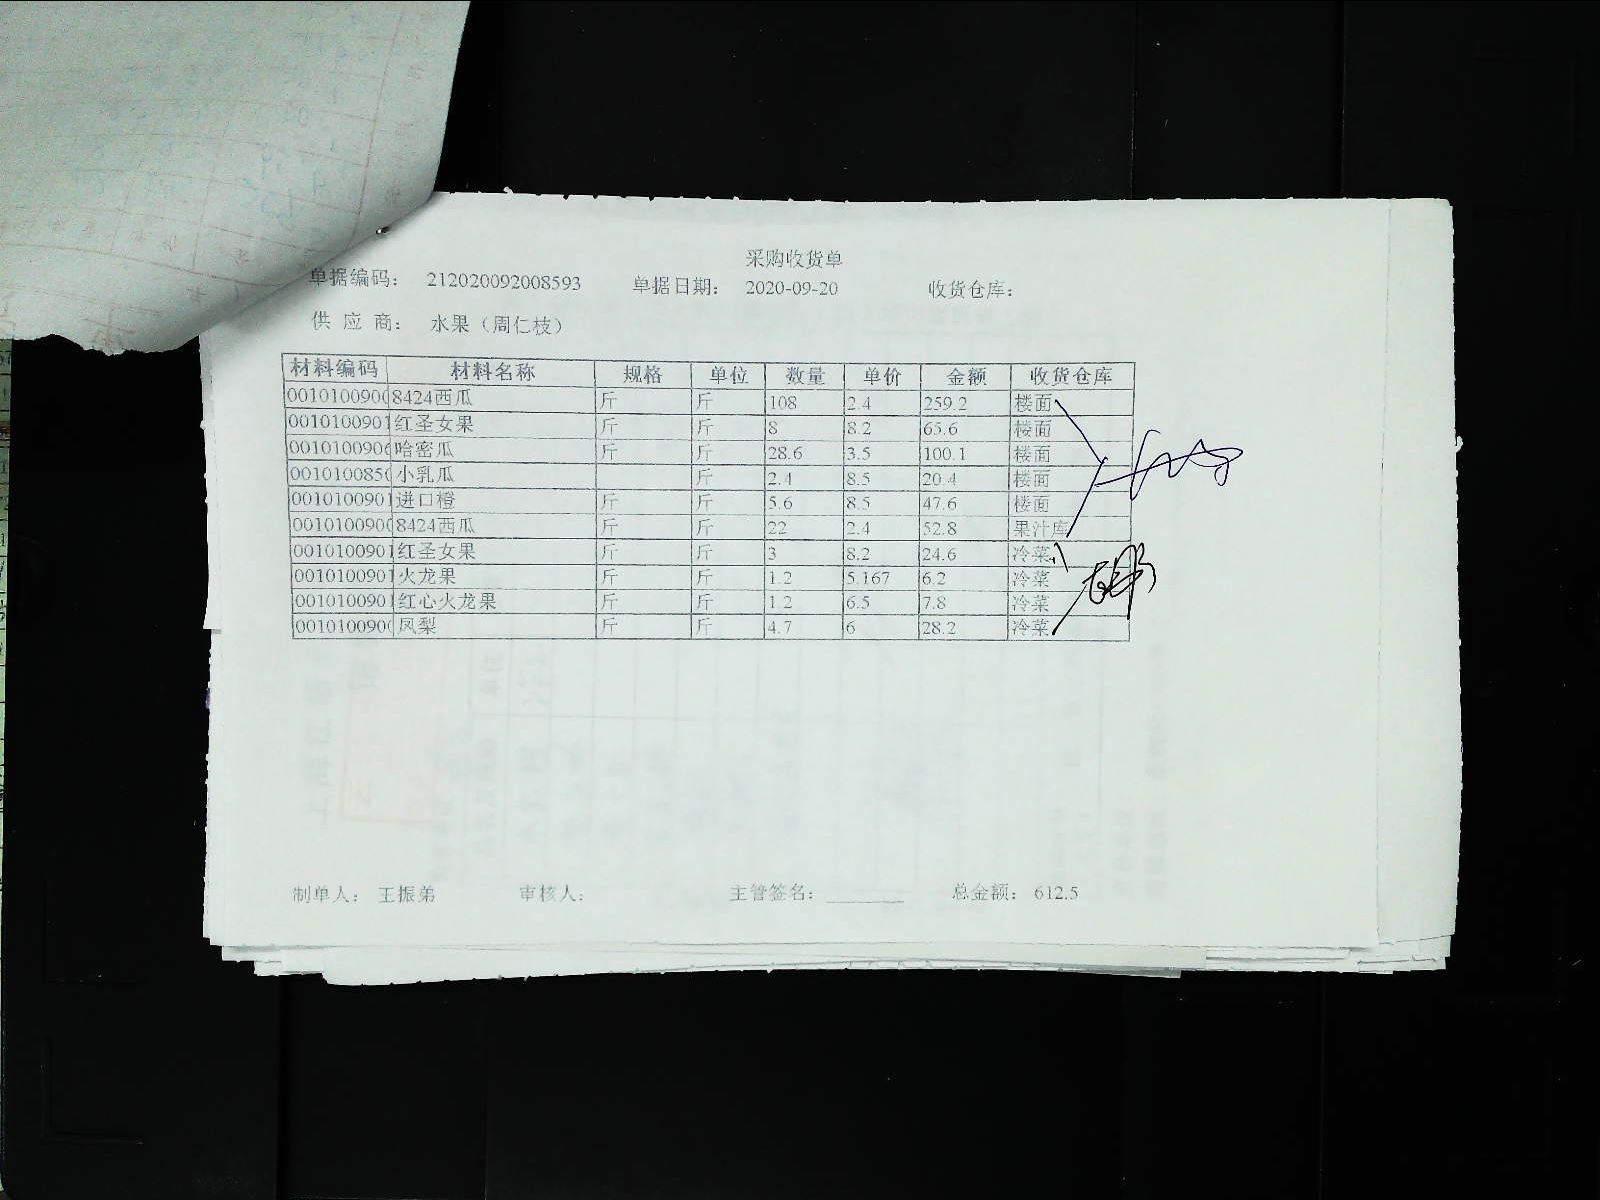 采购收货单
单据编码： 212020092008593 单据日期： 2020-09-20 收货仓库：
供 应 商： 水果（周仁枝）
材料编码 材料名称 规格 单位 数量 单价 金额 收货仓库
0010100900 8424西瓜 斤 斤 108 2.4 259.2 楼面
0010100901 红圣女果 斤 斤 8 8.2 65.6 楼面
0010100906 哈密瓜 斤 斤 28.6 3.5 100.1 楼面
0010100850 小乳瓜 斤 2.4 8.5 20.4 楼面
0010100901 进口橙 斤 斤 5.6 8.5 47.6 楼面
0010100900 8424西瓜 斤 斤 22 2.4 52.8 果汁库
0010100901 红圣女果 斤 斤 3 8.2 24.6 冷菜
0010100901 火龙果 斤 斤 1.2 5.167 6.2 冷菜
0010100901 红心火龙果 斤 斤 1.2 6.5 7.8 冷菜
0010100900 凤梨 斤 斤 4.7 6 28.2 冷菜
制单人： 王振弟 审核人： 主管签名： 总金额： 612.5